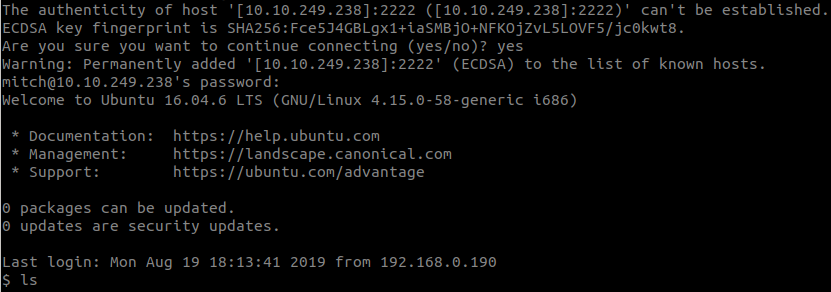 The authenticity of host '[10.10.249.238]:2222 ([10.10.249.238]:2222)' can't be established.
ECDSA key fingerprint is SHA256:Fce5J4GBLgx1+iaSMBjO+NFKOjZvL5LOVF5/jc0kwt8.
Are you sure you want to continue connecting (yes/no)? yes
Warning: Permanently added '[10.10.249.238]:2222' (ECDSA) to the list of known hosts.
mitch@10.10.249.238's password:
Welcome to Ubuntu 16.04.6 LTS (GNU/Linux 4.15.0-58-generic i686)

 * Documentation:  https://help.ubuntu.com
 * Management:     https://landscape.canonical.com
 * Support:        https://ubuntu.com/advantage

0 packages can be updated.
0 updates are security updates.

Last login: Mon Aug 19 18:13:41 2019 from 192.168.0.190
$ ls